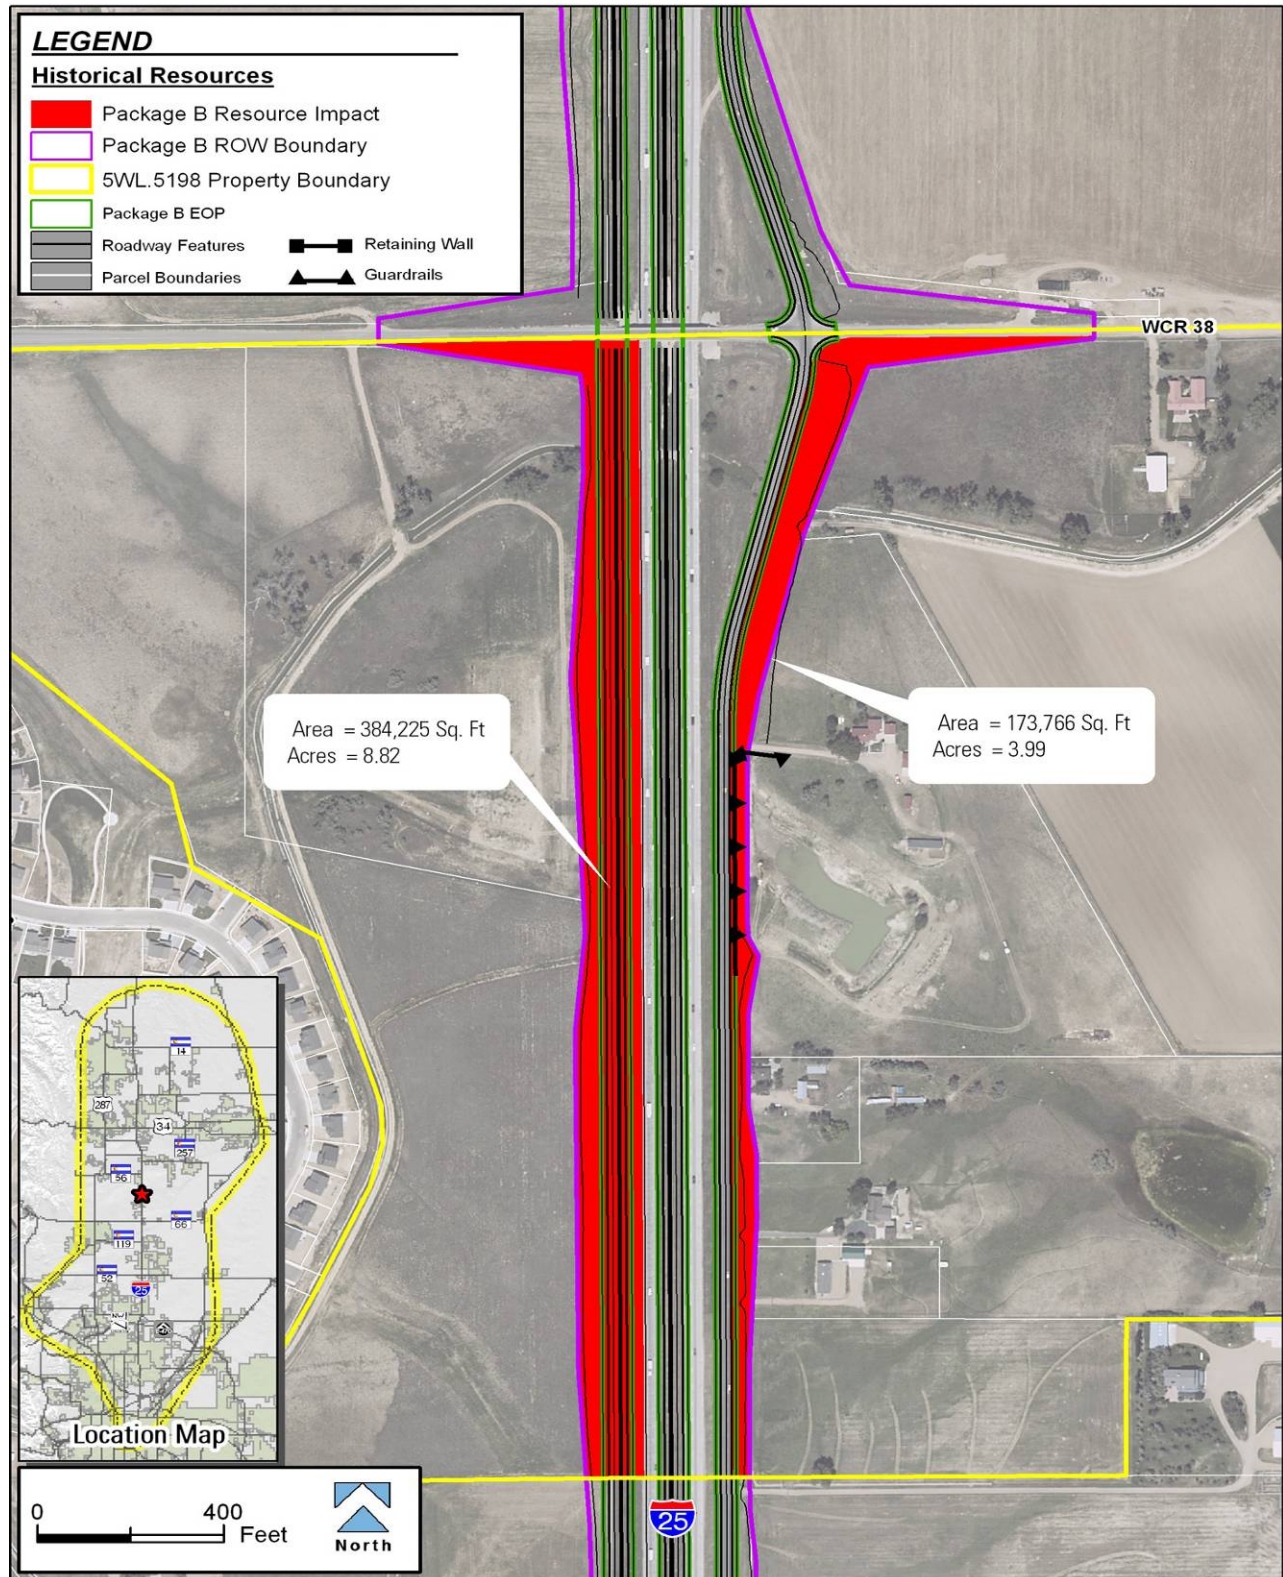 LEGEND
Historical Resources
Package B Resource Impact
Package B ROW Boundary
5WL.5198 Property Boundary
Package B EOP
Roadway Features
Retaining Wall
Parcel Boundaries
Guardrails
WCR 38
Area = 384,225 Sq. Ft
Acres = 8.82
Area = 173,766 Sq. Ft
Acres = 3.99
14
287
34
257
56
66
119
52
25
Location Map
0 400 Feet
North
25